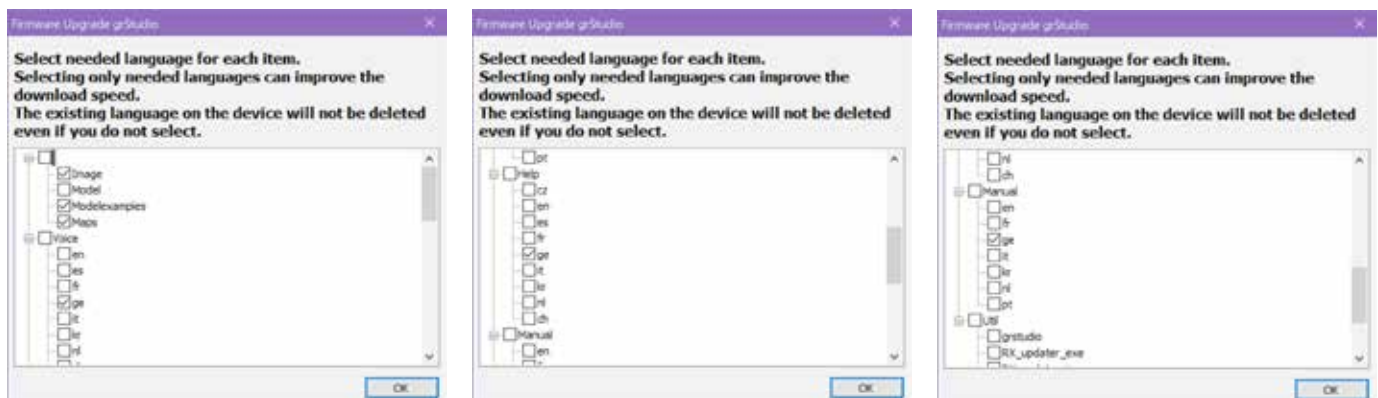 Firmware Upgrade grStudio
Select needed language for each item.
Selecting only needed languages can improve the
download speed.
The existing language on the device will not be deleted
even if you do not select.
Image
Model
Modelexamples
Maps
Voice
en
es
fr
ge
it
kr
nl
OK
Firmware Upgrade grStudio
Select needed language for each item.
Selecting only needed languages can improve the
download speed.
The existing language on the device will not be deleted
even if you do not select.
pt
Help
cz
en
es
fr
ge
it
kr
nl
ch
Manual
en
OK
Firmware Upgrade grStudio
Select needed language for each item.
Selecting only needed languages can improve the
download speed.
The existing language on the device will not be deleted
even if you do not select.
nl
ch
Manual
en
fr
ge
it
kr
nl
pt
Util
grstudio
RX_updater_exe
OK